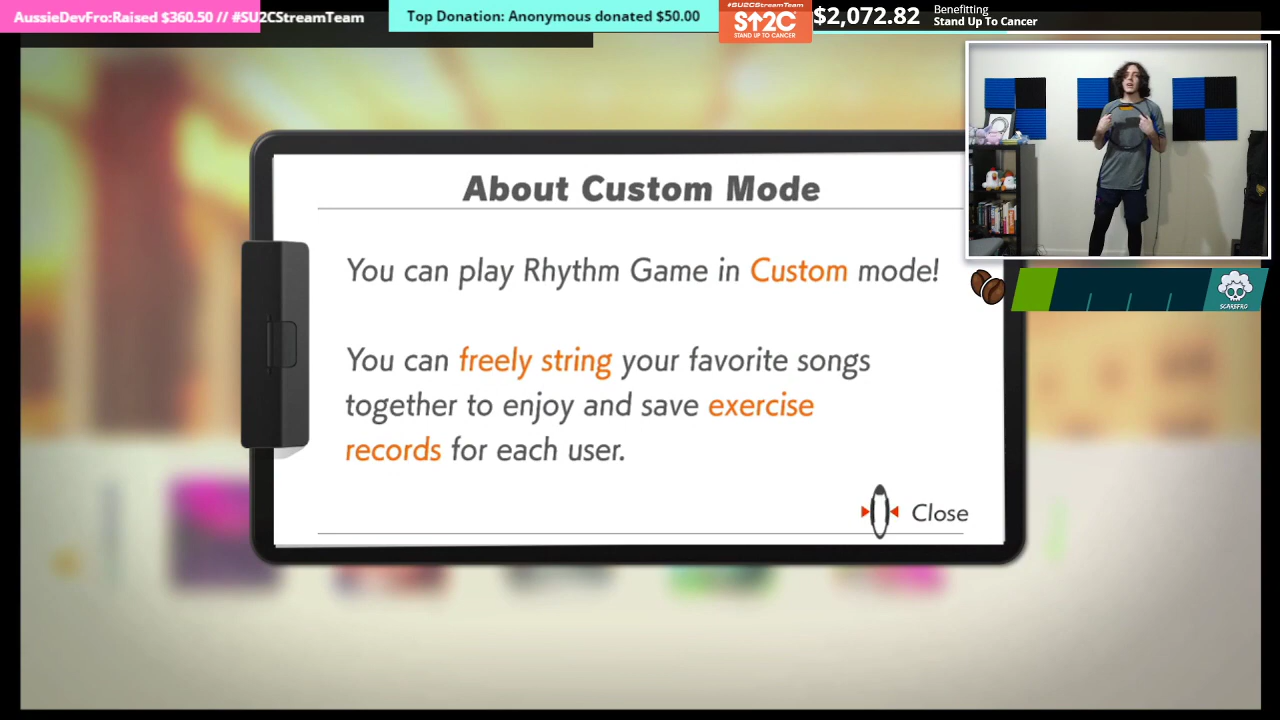 AussieDevFro:Raised $360.50 // #SU2CStreamTeam
Top Donation: Anonymous donated $50.00
#SU2CStreamTeam
SU2C
STAND UP TO CANCER
$2,072.82
Benefitting
Stand Up To Cancer
About Custom Mode
You can play Rhythm Game in Custom mode!
You can freely string your favorite songs
together to enjoy and save exercise
records for each user.
Close
SCARSFRO